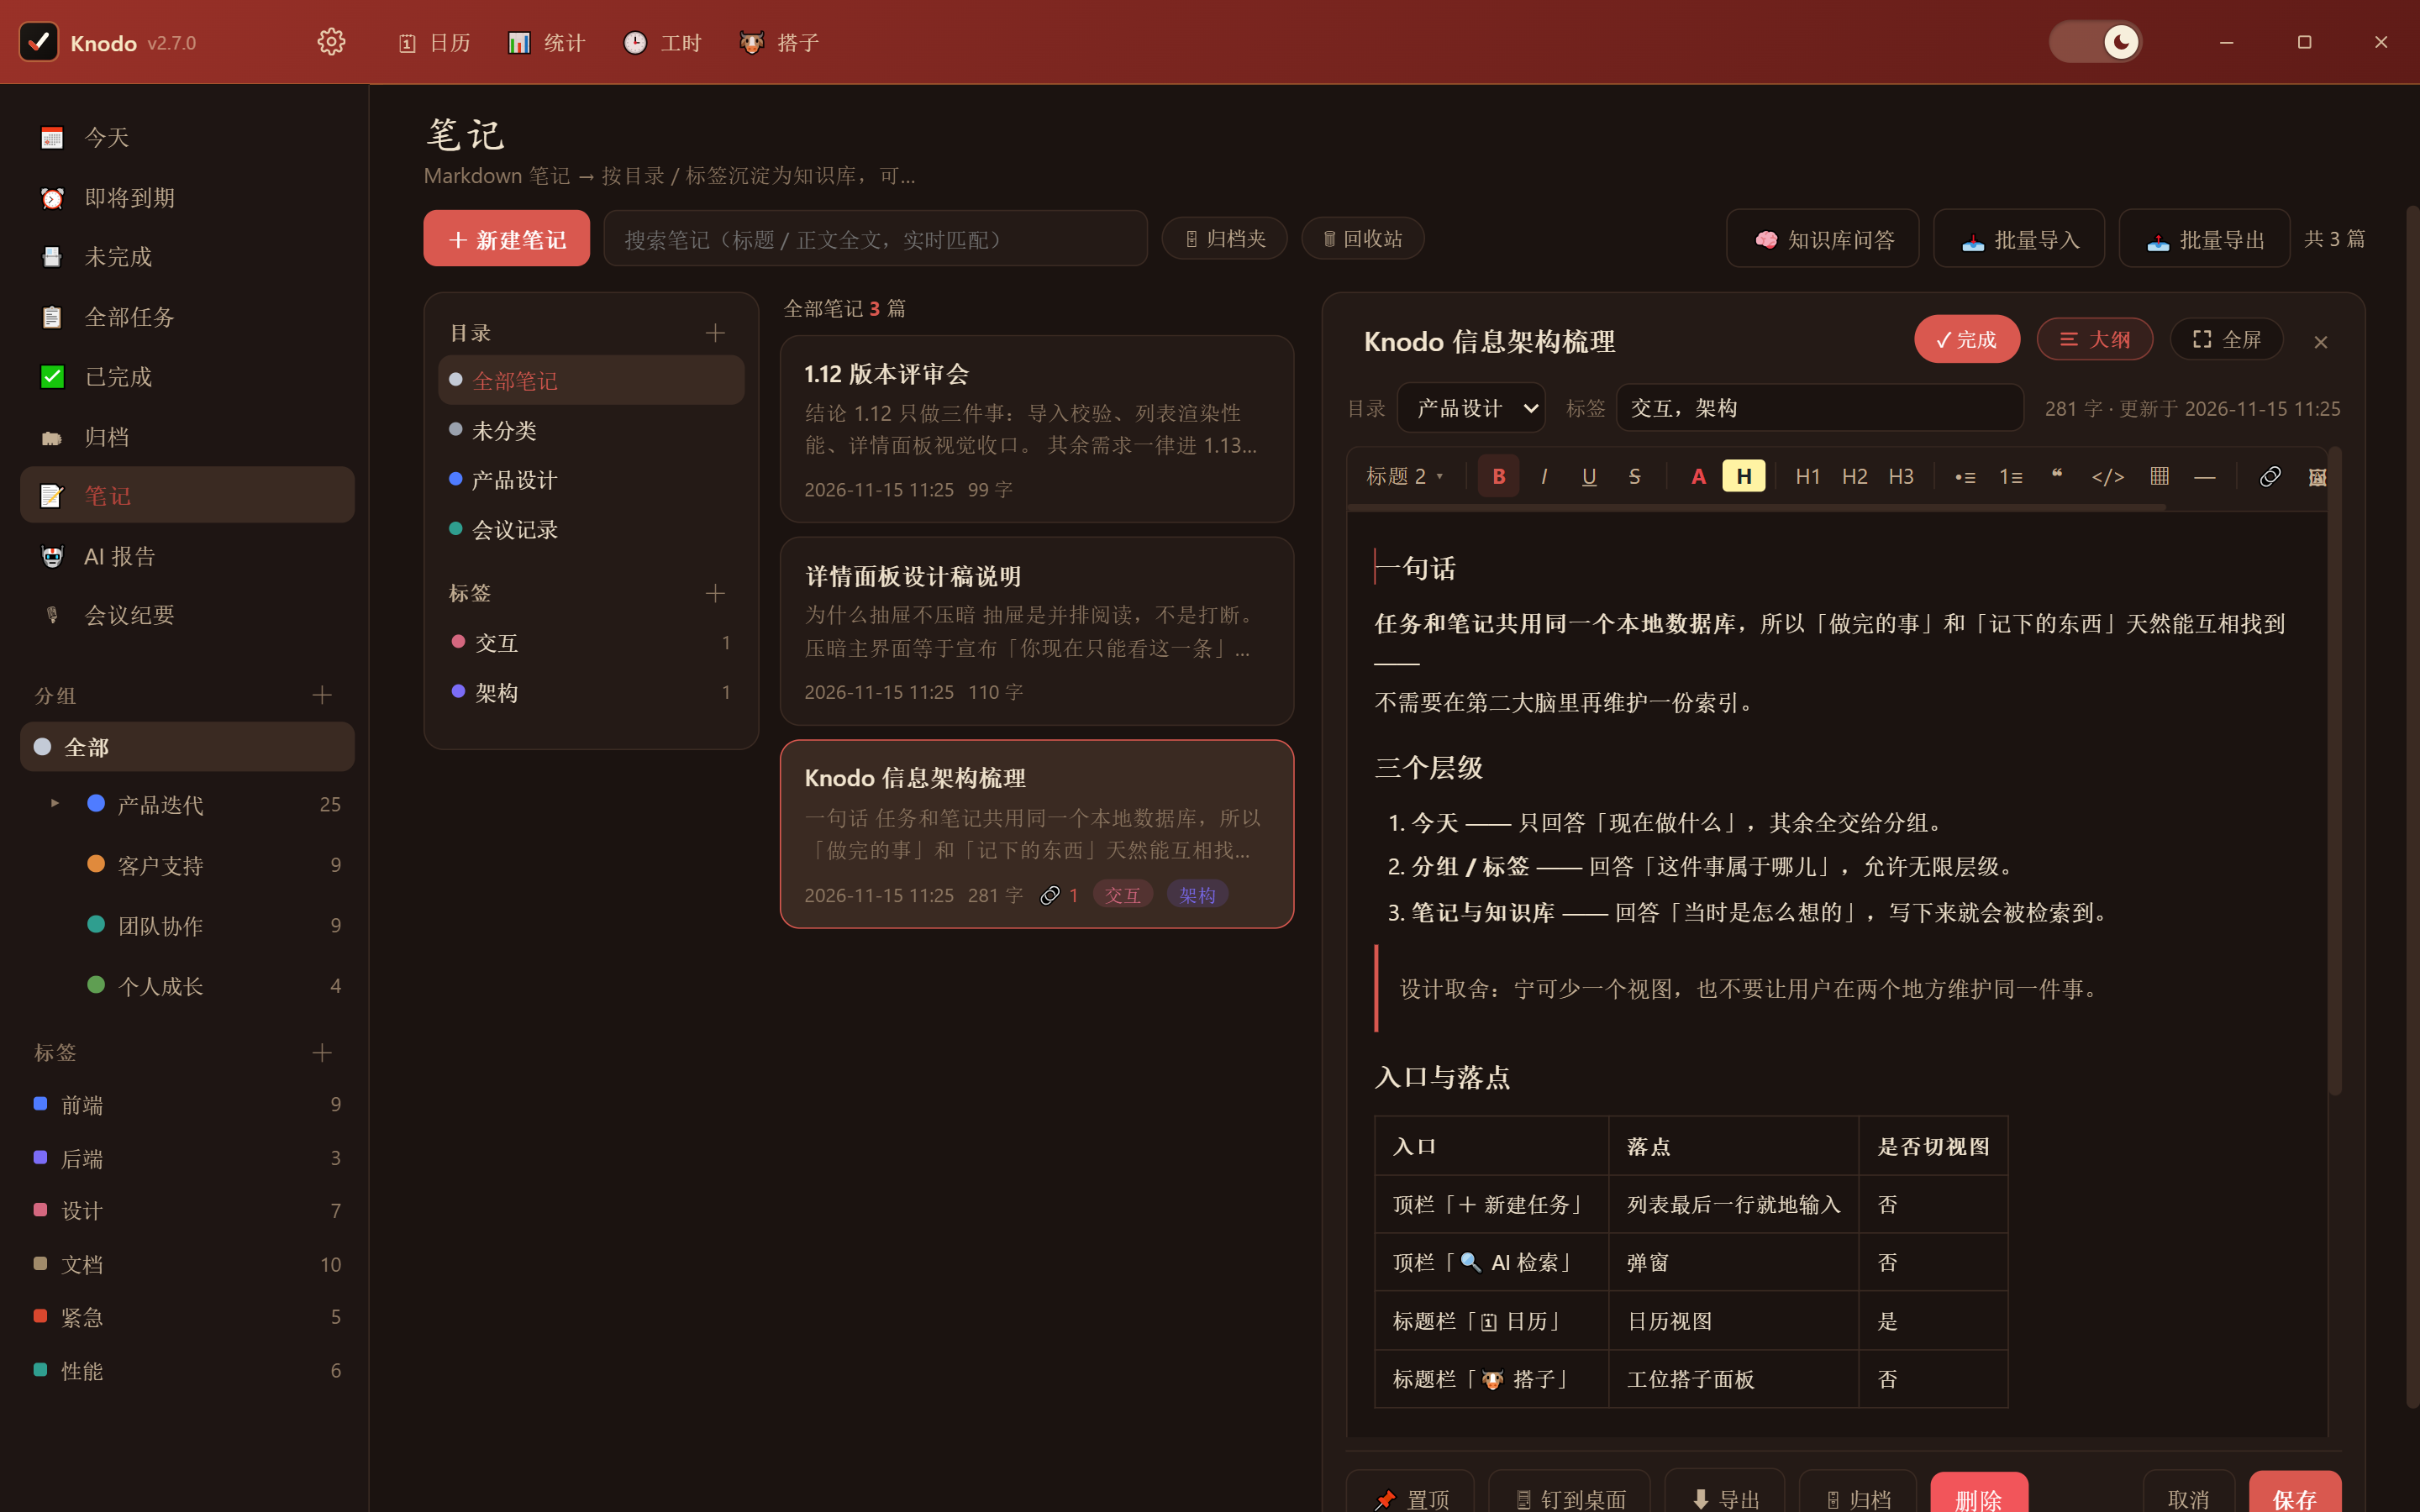 Knodo v2.7.0
日历 统计 工时 搭子
今天
即将到期
未完成
全部任务
已完成
归档
笔记
AI 报告
会议纪要
分组
全部
产品迭代 25
客户支持 9
团队协作 9
个人成长 4
标签
前端 9
后端 3
设计 7
文档 10
紧急 5
性能 6
笔记
Markdown 笔记 → 按目录 / 标签沉淀为知识库，可...
＋ 新建笔记
搜索笔记（标题 / 正文全文，实时匹配）
归档夹
回收站
知识库问答
批量导入
批量导出
共 3 篇
目录
全部笔记
未分类
产品设计
会议记录
标签
交互 1
架构 1
全部笔记 3 篇
1.12 版本评审会
结论 1.12 只做三件事：导入校验、列表渲染性
能、详情面板视觉收口。 其余需求一律进 1.13...
2026-11-15 11:25 99 字
详情面板设计稿说明
为什么抽屉不压暗 抽屉是并排阅读，不是打断。
压暗主界面等于宣布「你现在只能看这一条」...
2026-11-15 11:25 110 字
Knodo 信息架构梳理
一句话 任务和笔记共用同一个本地数据库，所以
「做完的事」和「记下的东西」天然能互相找...
2026-11-15 11:25 281 字 1 交互 架构
Knodo 信息架构梳理
✓完成
大纲
全屏
目录 产品设计 标签 交互，架构 281 字 · 更新于 2026-11-15 11:25
标题 2 B I U S A H H1 H2 H3
一句话
任务和笔记共用同一个本地数据库，所以「做完的事」和「记下的东西」天然能互相找到
——
不需要在第二大脑里再维护一份索引。
三个层级
1. 今天 —— 只回答「现在做什么」，其余全交给分组。
2. 分组 / 标签 —— 回答「这件事属于哪儿」，允许无限层级。
3. 笔记与知识库 —— 回答「当时是怎么想的」，写下来就会被检索到。
设计取舍：宁可少一个视图，也不要让用户在两个地方维护同一件事。
入口与落点
入口 落点 是否切视图
顶栏「＋ 新建任务」 列表最后一行就地输入 否
顶栏「🔍 AI 检索」 弹窗 否
标题栏「🗓 日历」 日历视图 是
标题栏「🐮 搭子」 工位搭子面板 否
置顶
钉到桌面
导出
归档
删除
取消
保存